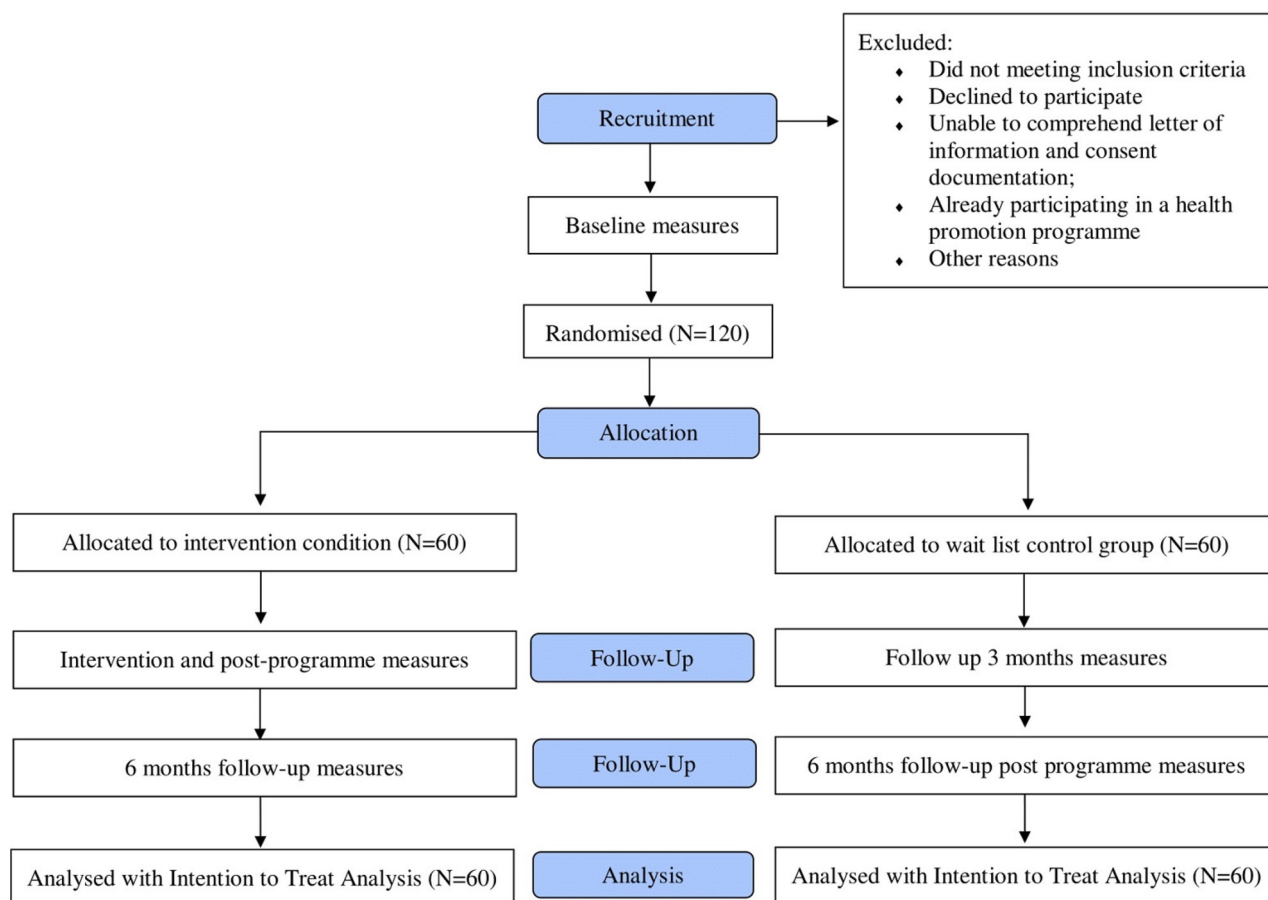 Excluded:
♦ Did not meeting inclusion criteria
♦ Declined to participate
♦ Unable to comprehend letter of
information and consent
documentation;
♦ Already participating in a health
promotion programme
♦ Other reasons
Recruitment
Baseline measures
Randomised (N=120)
Allocation
Allocated to intervention condition (N=60)
Allocated to wait list control group (N=60)
Intervention and post-programme measures
Follow-Up
Follow up 3 months measures
6 months follow-up measures
Follow-Up
6 months follow-up post programme measures
Analysed with Intention to Treat Analysis (N=60)
Analysis
Analysed with Intention to Treat Analysis (N=60)